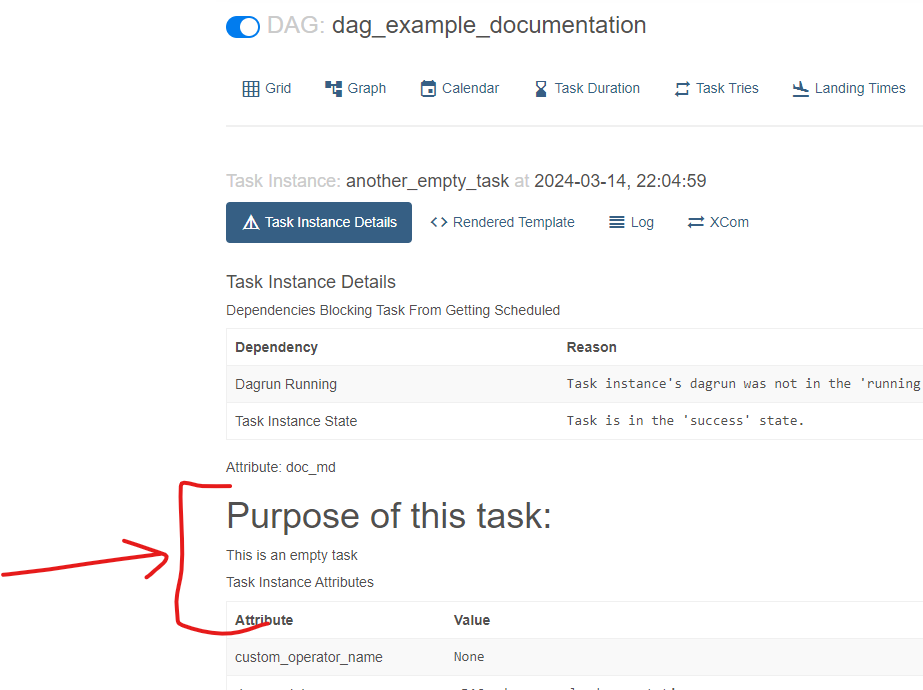 DAG: dag_example_documentation
Grid Graph Calendar Task Duration Task Tries Landing Times
Task Instance: another_empty_task at 2024-03-14, 22:04:59
Task Instance Details <> Rendered Template Log XCom
Task Instance Details
Dependencies Blocking Task From Getting Scheduled
Dependency Reason
Dagrun Running Task instance's dagrun was not in the 'running
Task Instance State Task is in the 'success' state.
Attribute: doc_md
Purpose of this task:
This is an empty task
Task Instance Attributes
Attribute Value
custom_operator_name None